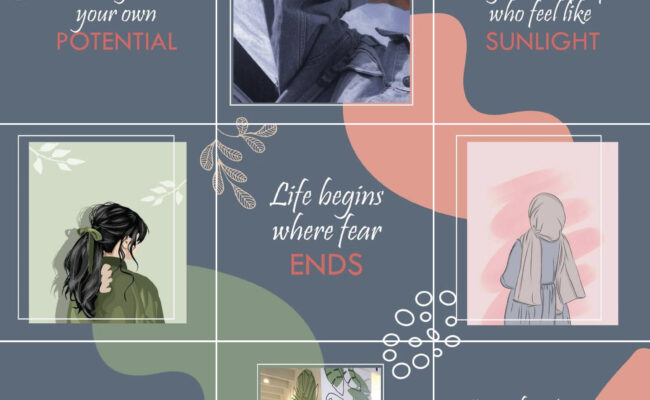 your own
POTENTIAL
who feel like
SUNLIGHT
Life begins
where fear
ENDS